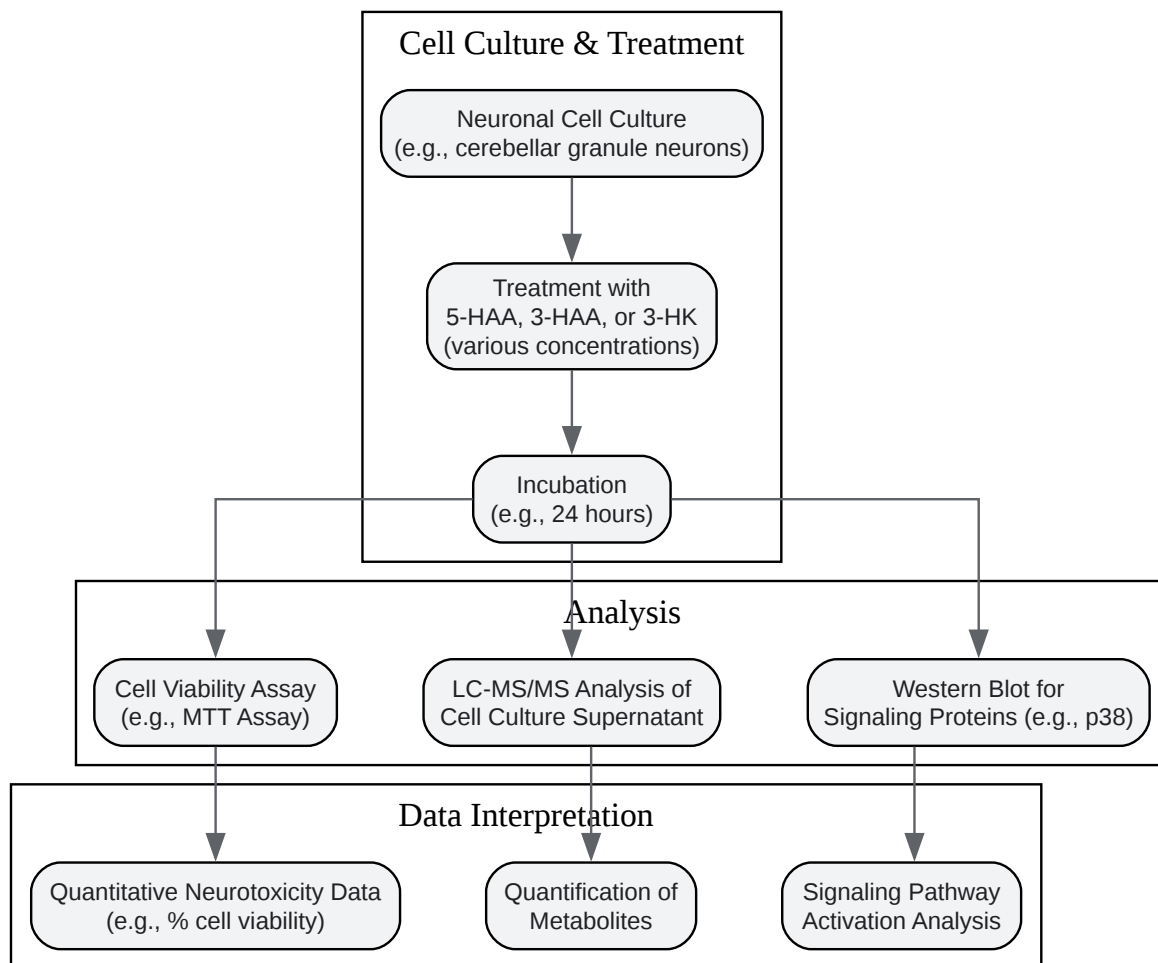 Cell Culture & Treatment
Neuronal Cell Culture
(e.g., cerebellar granule neurons)
Treatment with
5-HAA, 3-HAA, or 3-HK
(various concentrations)
Incubation
(e.g., 24 hours)
Analysis
Cell Viability Assay
(e.g., MTT Assay)
LC-MS/MS Analysis of
Cell Culture Supernatant
Western Blot for
Signaling Proteins (e.g., p38)
Data Interpretation
Quantitative Neurotoxicity Data
(e.g., % cell viability)
Quantification of
Metabolites
Signaling Pathway
Activation Analysis